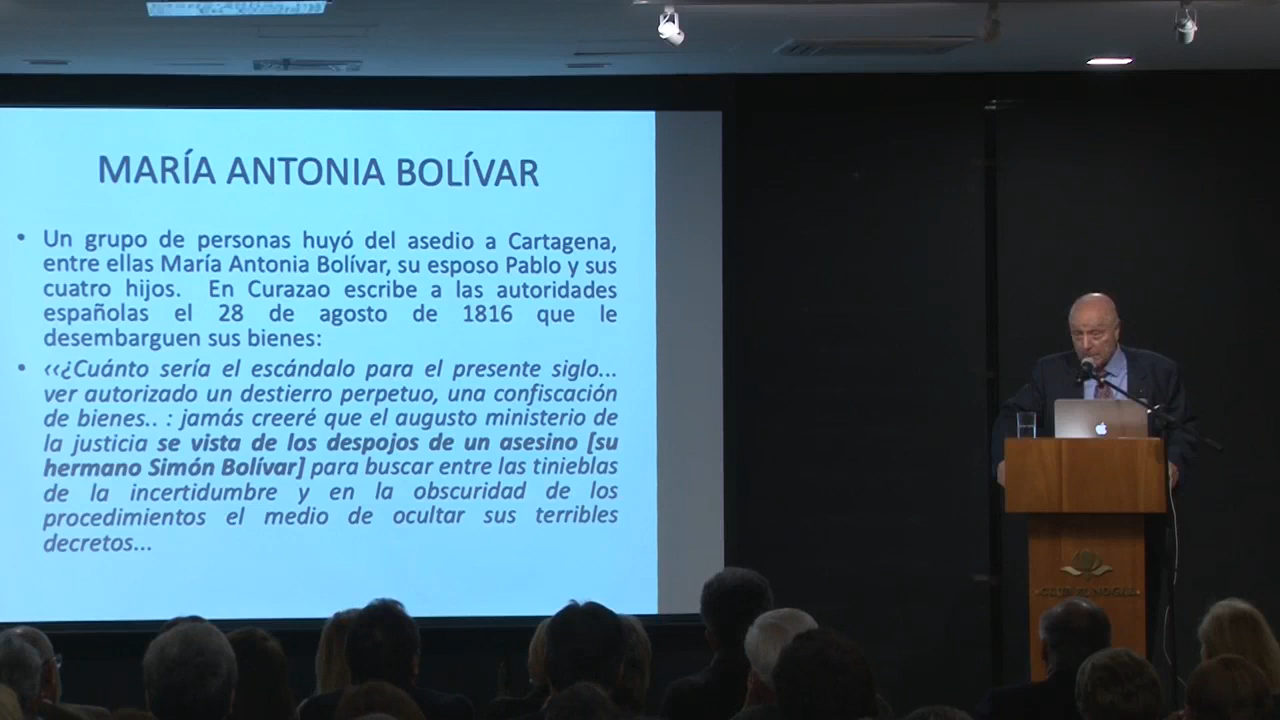 MARÍA ANTONIA BOLÍVAR
• Un grupo de personas huyó del asedio a Cartagena,
entre ellas María Antonia Bolívar, su esposo Pablo y sus
cuatro hijos. En Curazao escribe a las autoridades
españolas el 28 de agosto de 1816 que le
desembarguen sus bienes:
• ‹‹¿Cuánto sería el escándalo para el presente siglo...
ver autorizado un destierro perpetuo, una confiscación
de bienes.. : jamás creeré que el augusto ministerio de
la justicia se vista de los despojos de un asesino [su
hermano Simón Bolívar] para buscar entre las tinieblas
de la incertidumbre y en la obscuridad de los
procedimientos el medio de ocultar sus terribles
decretos...
CLUB EL NOGAL